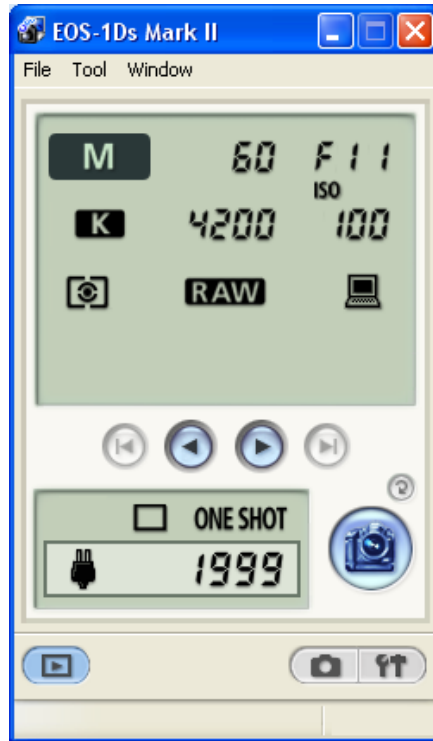 EOS-1Ds Mark II
File Tool Window
M 60 F11
ISO
K 4200 100
RAW
ONE SHOT
1999